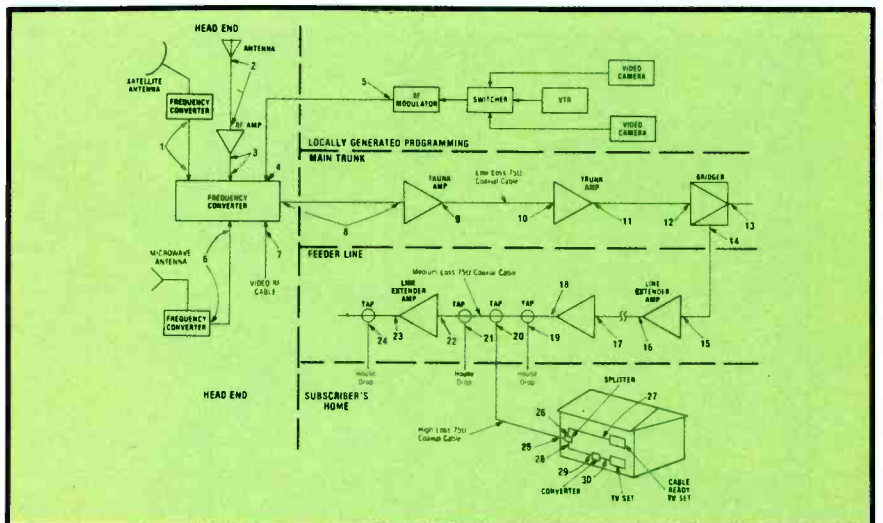 HEAD END
ANTENNA
2
SATELLITE
ANTENNA
FREQUENCY
CONVERTER
RF AMP
1
3
4
FREQUENCY
CONVERTER
8
6
7
MICROWAVE
ANTENNA
VIDEO RF
CABLE
FREQUENCY
CONVERTER
HEAD END
5
RF
MODULATOR
SWITCHER
VTR
VIDEO
CAMERA
VIDEO
CAMERA
LOCALLY GENERATED PROGRAMMING
MAIN TRUNK
TRUNK
AMP
9
Low Loss 75Ω
Coaxial Cable
10
TRUNK
AMP
11
BRIDGER
12
13
14
FEEDER LINE
Medium Loss 75Ω Coaxial Cable
TAP
LINE
EXTENDER
AMP
TAP
TAP
TAP
18
LINE
EXTENDER
AMP
24
23
22
21
20
19
17
16
15
House
Drop
House
Drop
House
Drop
SUBSCRIBER'S
HOME
High Loss 75Ω
Coaxial Cable
SPLITTER
26
27
25
28
29
30
CONVERTER
TV SET
CABLE
READY
TV SET